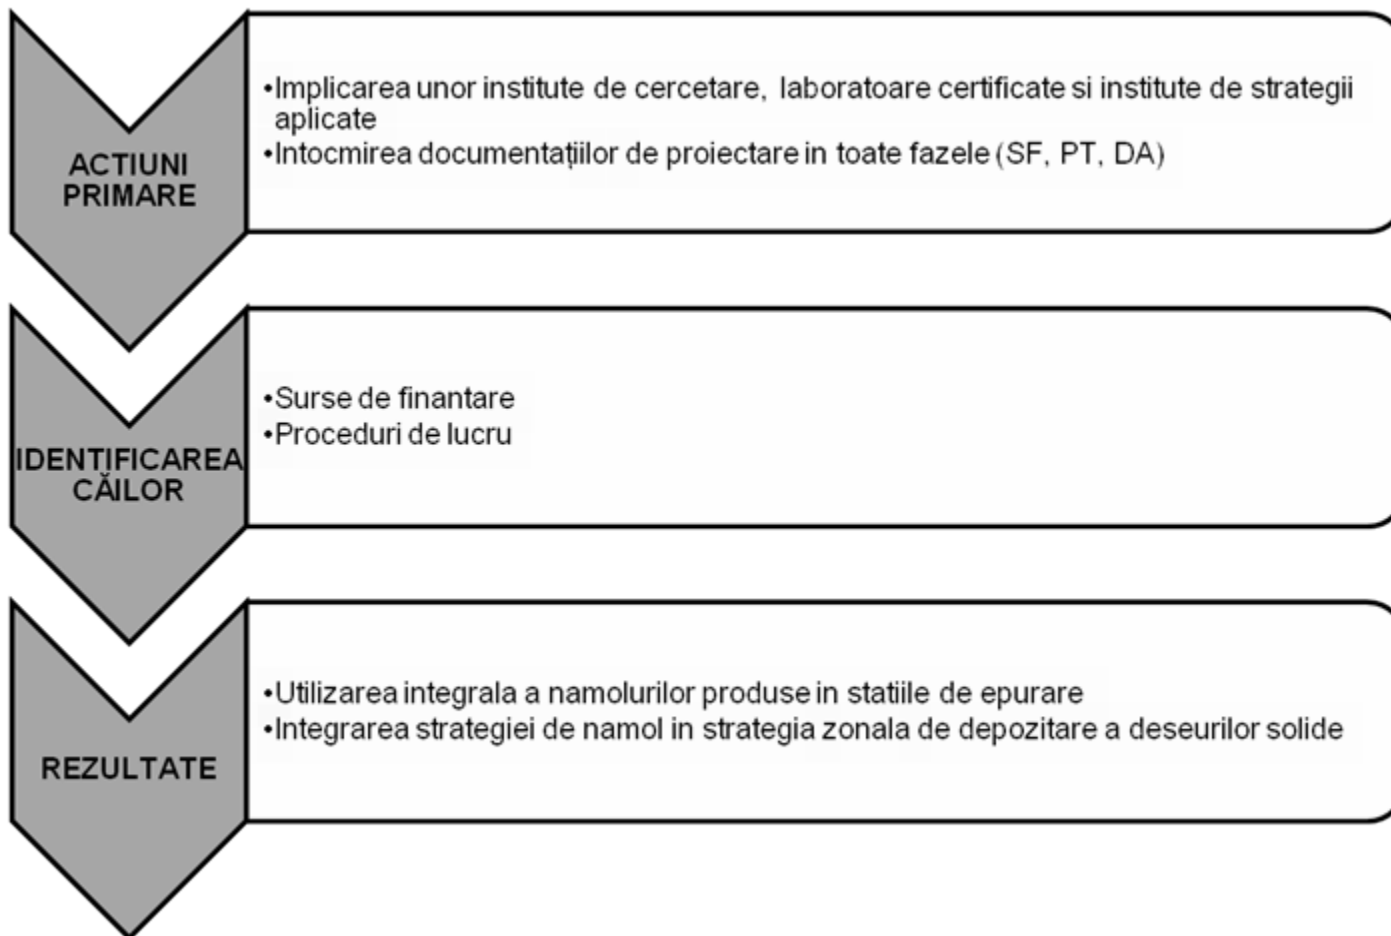 ACTIUNI
PRIMARE
•Implicarea unor institute de cercetare, laboratoare certificate si institute de strategii
aplicate
•Intocmirea documentațiilor de proiectare in toate fazele (SF, PT, DA)
IDENTIFICAREA
CĂILOR
•Surse de finantare
•Proceduri de lucru
REZULTATE
•Utilizarea integrala a namolurilor produse in statiile de epurare
•Integrarea strategiei de namol in strategia zonala de depozitare a deseurilor solide